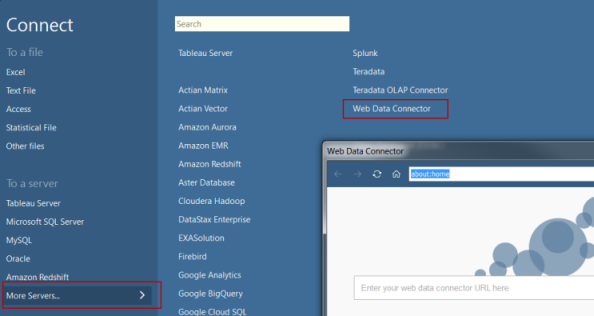 Connect
To a file
Excel
Text File
Access
Statistical File
Other files
To a server
Tableau Server
Microsoft SQL Server
MySQL
Oracle
Amazon Redshift
More Servers...
Search
Tableau Server
Actian Matrix
Actian Vector
Amazon Aurora
Amazon EMR
Amazon Redshift
Aster Database
Cloudera Hadoop
DataStax Enterprise
EXASolution
Firebird
Google Analytics
Google BigQuery
Google Cloud SQL
Splunk
Teradata
Teradata OLAP Connector
Web Data Connector
Web Data Connector
about:home
Enter your web data connector URL here